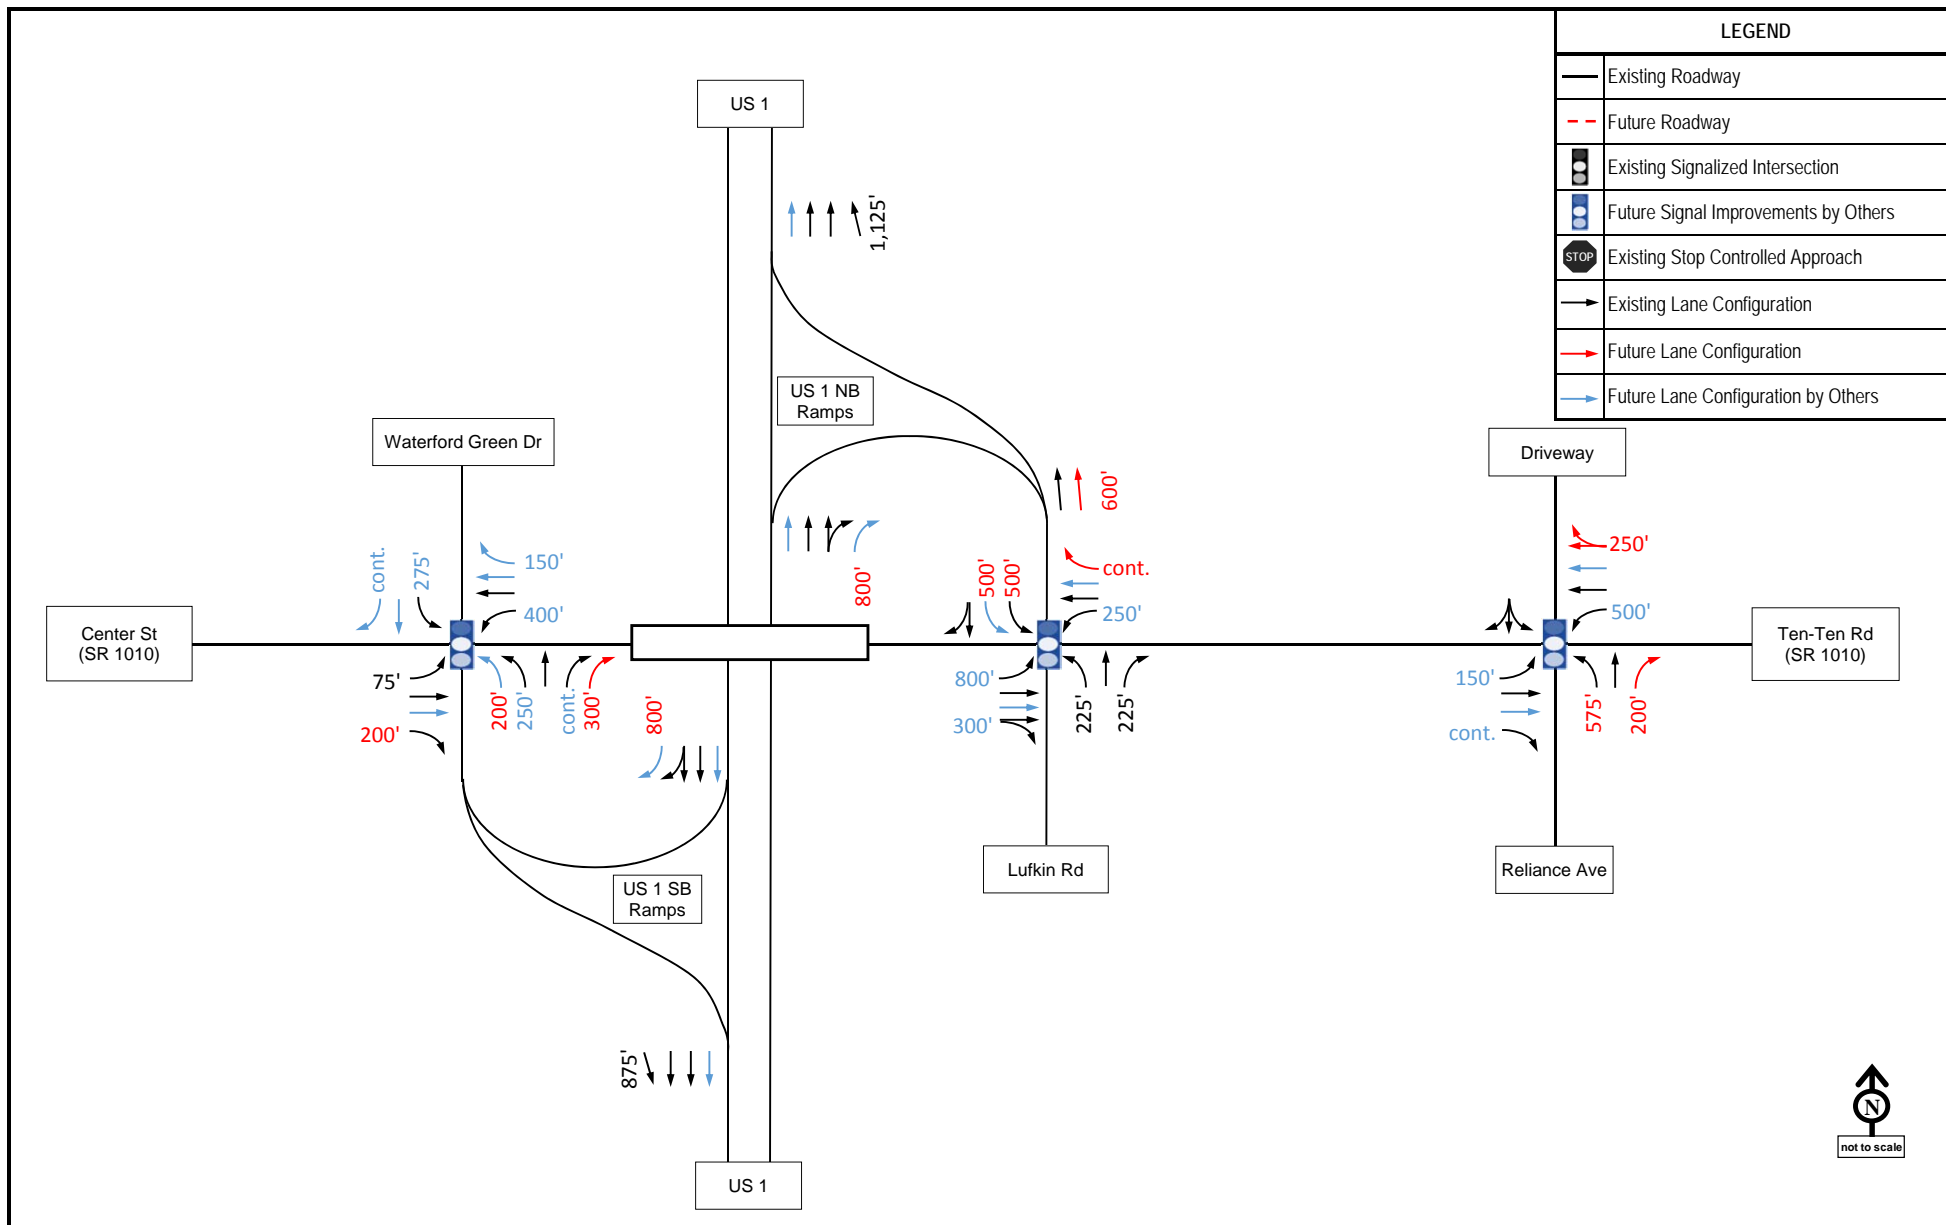 LEGEND
Existing Roadway
Future Roadway
Existing Signalized Intersection
Future Signal Improvements by Others
STOP
Existing Stop Controlled Approach
Existing Lane Configuration
Future Lane Configuration
Future Lane Configuration by Others
US 1
1,125'
US 1 NB
Ramps
Waterford Green Dr
Driveway
600'
cont.
275'
150'
400'
800'
500'
500'
cont.
250'
250'
500'
Center St
(SR 1010)
Ten-Ten Rd
(SR 1010)
75'
200'
200'
250'
cont.
300'
800'
800'
300'
225'
225'
150'
cont.
575'
200'
US 1 SB
Ramps
Lufkin Rd
Reliance Ave
875'
US 1
N
not to scale